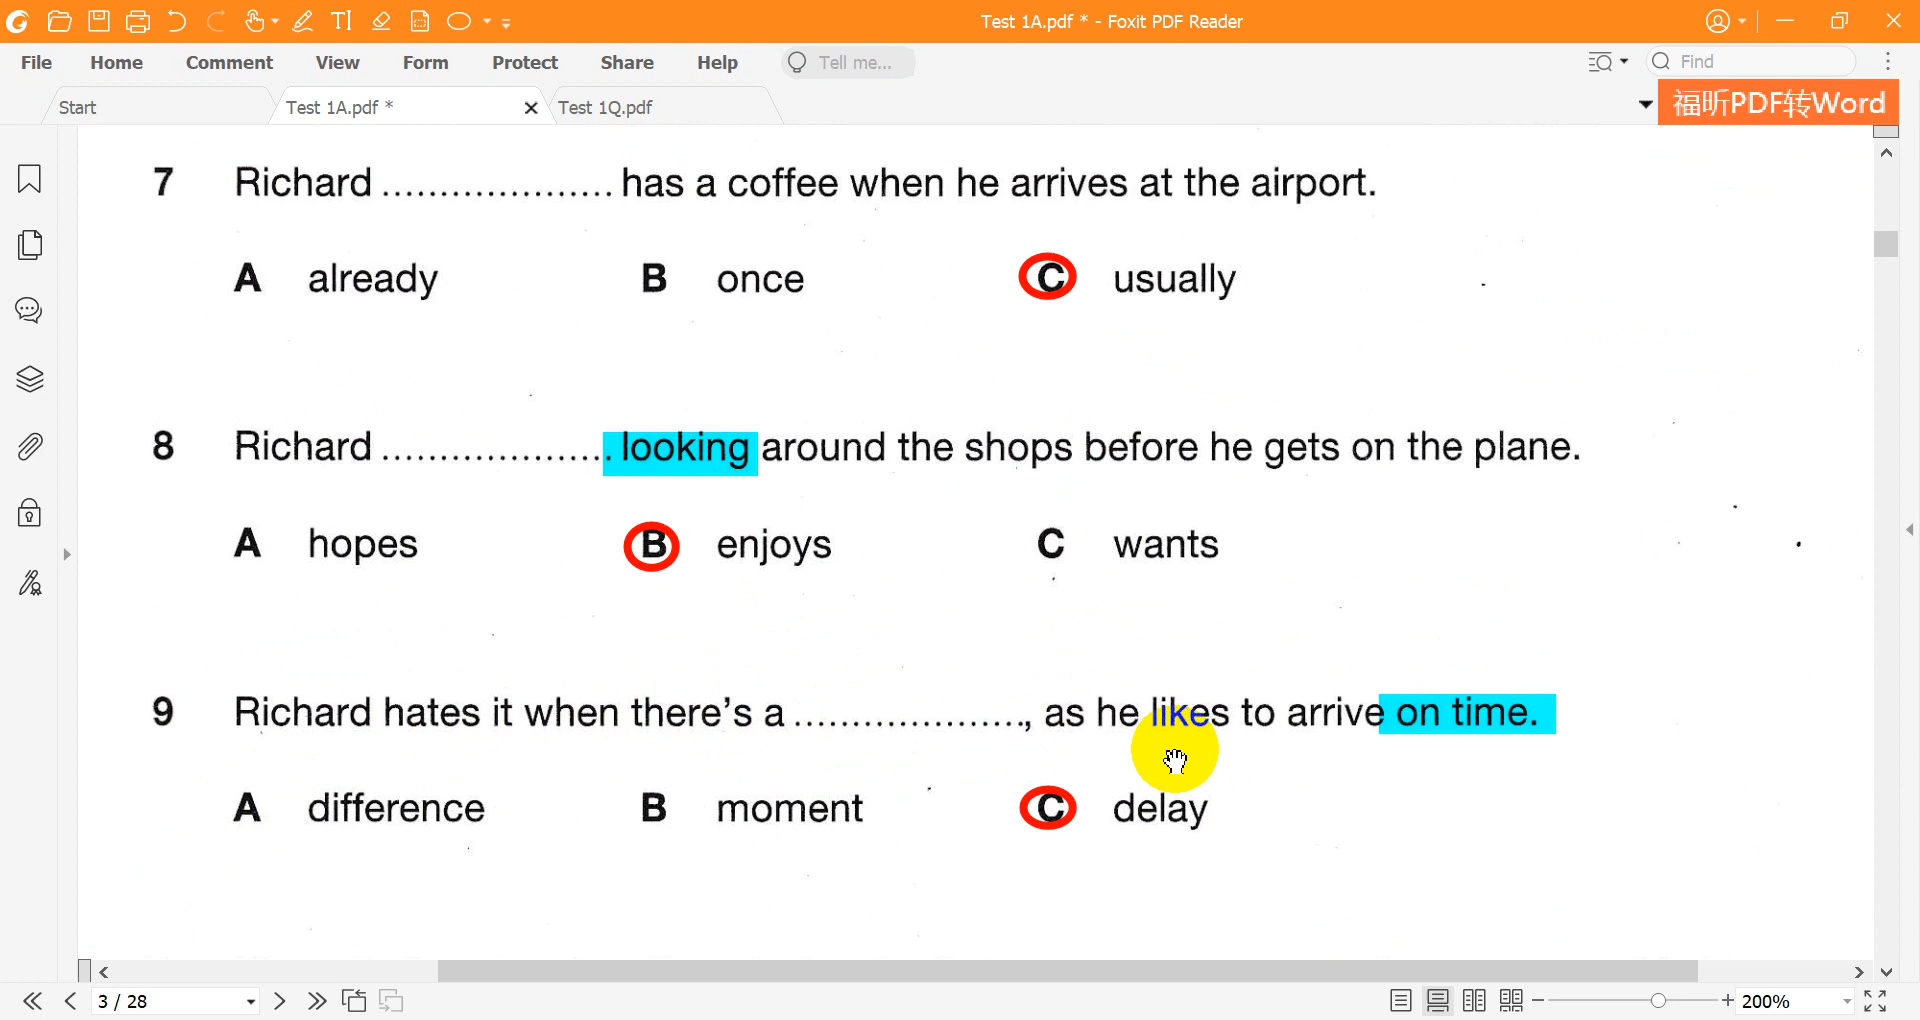 Test 1A.pdf * - Foxit PDF Reader
File Home Comment View Form Protect Share Help Tell me... Find
Start Test 1A.pdf * Test 1Q.pdf 福昕PDF转Word
7 Richard .................... has a coffee when he arrives at the airport.
A already B once C usually
8 Richard .................... looking around the shops before he gets on the plane.
A hopes B enjoys C wants
9 Richard hates it when there's a ...................., as he likes to arrive on time.
A difference B moment C delay
3 / 28 200%